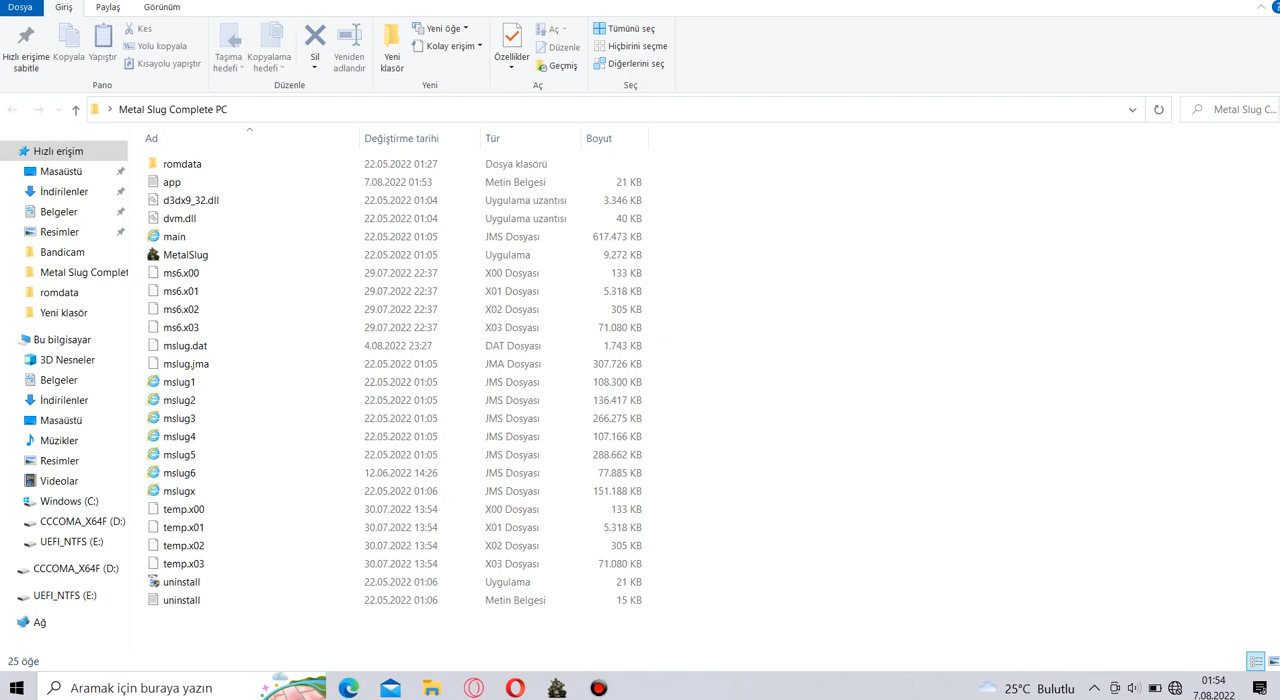 Dosya Giriş Paylaş Görünüm
Hızlı erişime sabitle
Kopyala
Yapıştır
Kes
Yolu kopyala
Kısayolu yapıştır
Pano
Taşıma hedefi
Kopyalama hedefi
Sil
Yeniden adlandır
Düzenle
Yeni klasör
Yeni öğe
Kolay erişim
Yeni
Özellikler
Aç
Düzenle
Geçmiş
Aç
Tümünü seç
Hiçbirini seçme
Diğerlerini seç
Seç
Metal Slug Complete PC
Metal Slug C...
Hızlı erişim
Masaüstü
İndirilenler
Belgeler
Resimler
Bandicam
Metal Slug Complet
romdata
Yeni klasör
Bu bilgisayar
3D Nesneler
Belgeler
İndirilenler
Masaüstü
Müzikler
Resimler
Videolar
Windows (C:)
CCCOMA_X64F (D:)
UEFI_NTFS (E:)
CCCOMA_X64F (D:)
UEFI_NTFS (E:)
Ağ
Ad Değiştirme tarihi Tür Boyut
romdata 22.05.2022 01:27 Dosya klasörü
app 7.08.2022 01:53 Metin Belgesi 21 KB
d3dx9_32.dll 22.05.2022 01:04 Uygulama uzantısı 3.346 KB
dvm.dll 22.05.2022 01:04 Uygulama uzantısı 40 KB
main 22.05.2022 01:05 JMS Dosyası 617.473 KB
MetalSlug 22.05.2022 01:05 Uygulama 9.272 KB
ms6.x00 29.07.2022 22:37 X00 Dosyası 133 KB
ms6.x01 29.07.2022 22:37 X01 Dosyası 5.318 KB
ms6.x02 29.07.2022 22:37 X02 Dosyası 305 KB
ms6.x03 29.07.2022 22:37 X03 Dosyası 71.080 KB
mslug.dat 4.08.2022 23:27 DAT Dosyası 1.743 KB
mslug.jma 22.05.2022 01:05 JMA Dosyası 307.726 KB
mslug1 22.05.2022 01:05 JMS Dosyası 108.300 KB
mslug2 22.05.2022 01:05 JMS Dosyası 136.417 KB
mslug3 22.05.2022 01:05 JMS Dosyası 266.275 KB
mslug4 22.05.2022 01:05 JMS Dosyası 107.166 KB
mslug5 22.05.2022 01:05 JMS Dosyası 288.662 KB
mslug6 12.06.2022 14:26 JMS Dosyası 77.885 KB
mslugx 22.05.2022 01:06 JMS Dosyası 151.188 KB
temp.x00 30.07.2022 13:54 X00 Dosyası 133 KB
temp.x01 30.07.2022 13:54 X01 Dosyası 5.318 KB
temp.x02 30.07.2022 13:54 X02 Dosyası 305 KB
temp.x03 30.07.2022 13:54 X03 Dosyası 71.080 KB
uninstall 22.05.2022 01:06 Uygulama 21 KB
uninstall 22.05.2022 01:06 Metin Belgesi 15 KB
25 öğe
Aramak için buraya yazın
25°C Bulutlu
01:54
7.08.2022